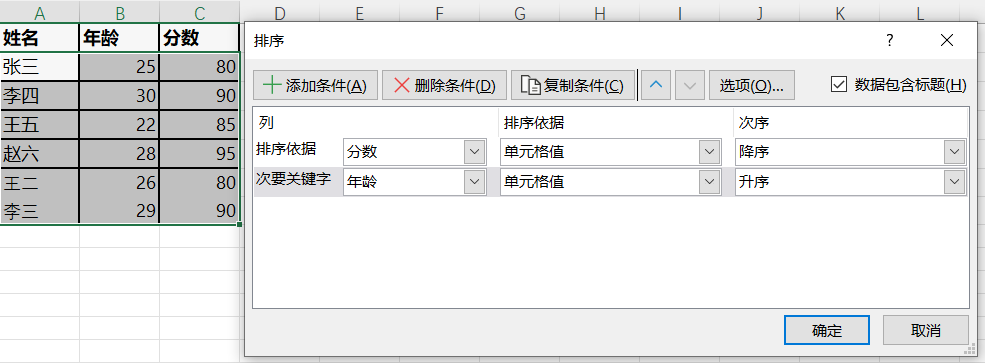 A B C D E F G H I J K L
姓名 年龄 分数
张三 25 80
李四 30 90
王五 22 85
赵六 28 95
王二 26 80
李三 29 90
排序 ?
添加条件(A) 删除条件(D) 复制条件(C) 选项(O)... 数据包含标题(H)
列 排序依据 次序
排序依据 分数 单元格值 降序
次要关键字 年龄 单元格值 升序
确定 取消